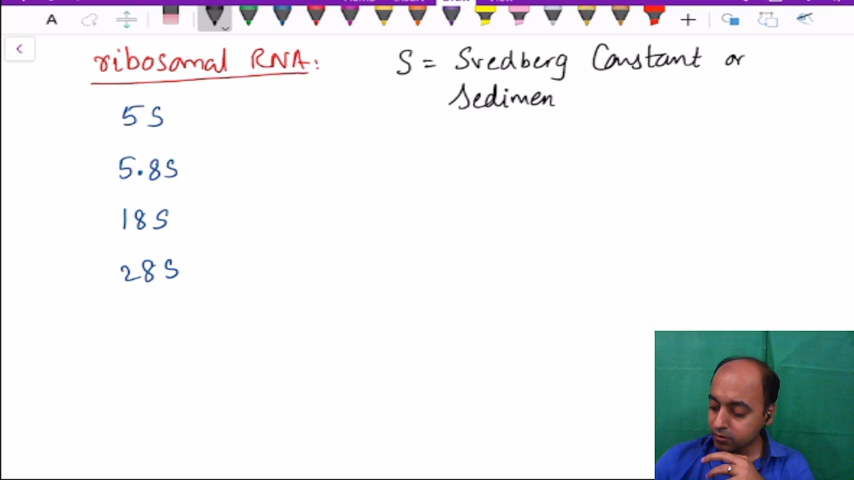 ribosomal RNA:
S = Svedberg Constant or
Sedimen
5S
5.8S
18S
28S
A